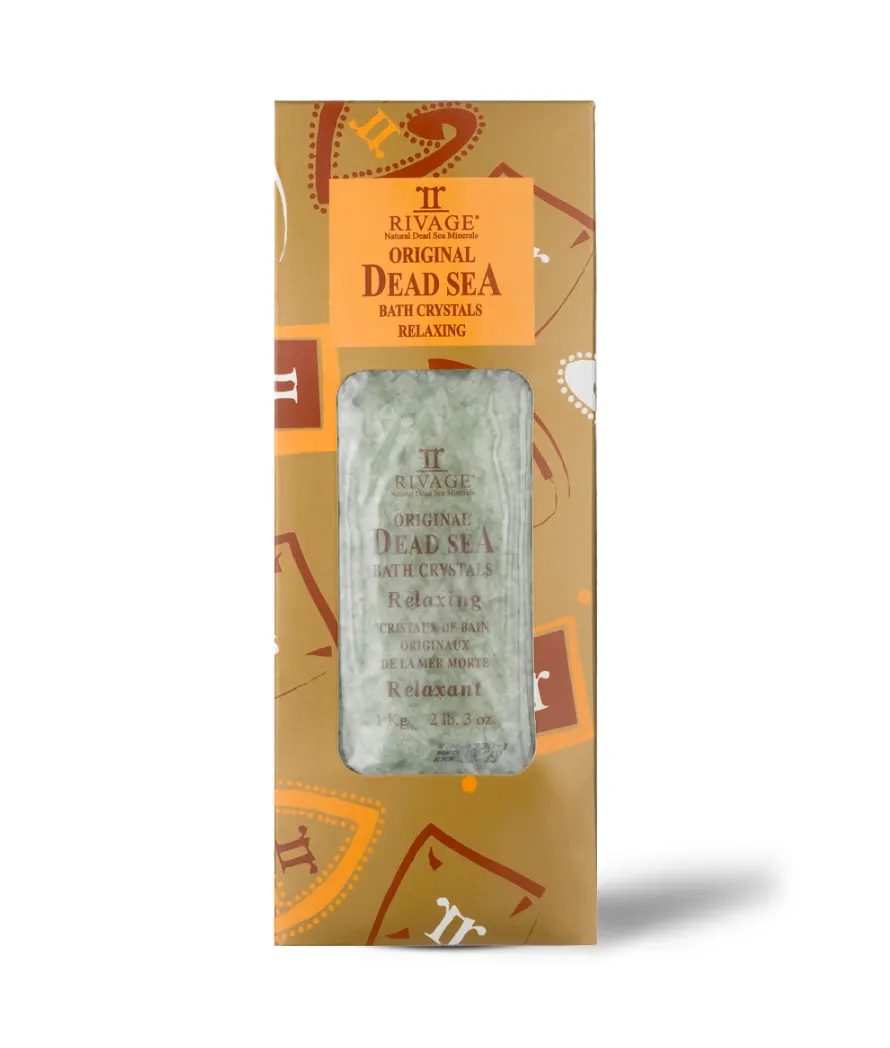 RIVAGE®
Natural Dead Sea Minerals
ORIGINAL
DEAD SEA
BATH CRYSTALS
RELAXING
RIVAGE®
Natural Dead Sea Minerals
ORIGINAL
DEAD SEA
BATH CRYSTALS
Relaxing
CRISTAUX DE BAIN
ORIGINAUX
DE LA MER MORTE
Relaxant
1 Kg 2 lb. 3 oz.